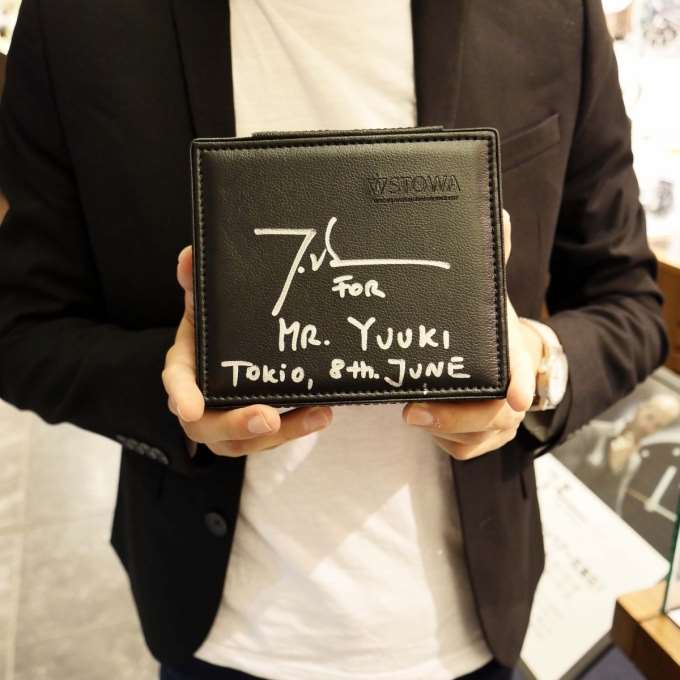 STOWA
FOR
MR. YUUKI
TOKiO, 8th. JUNE